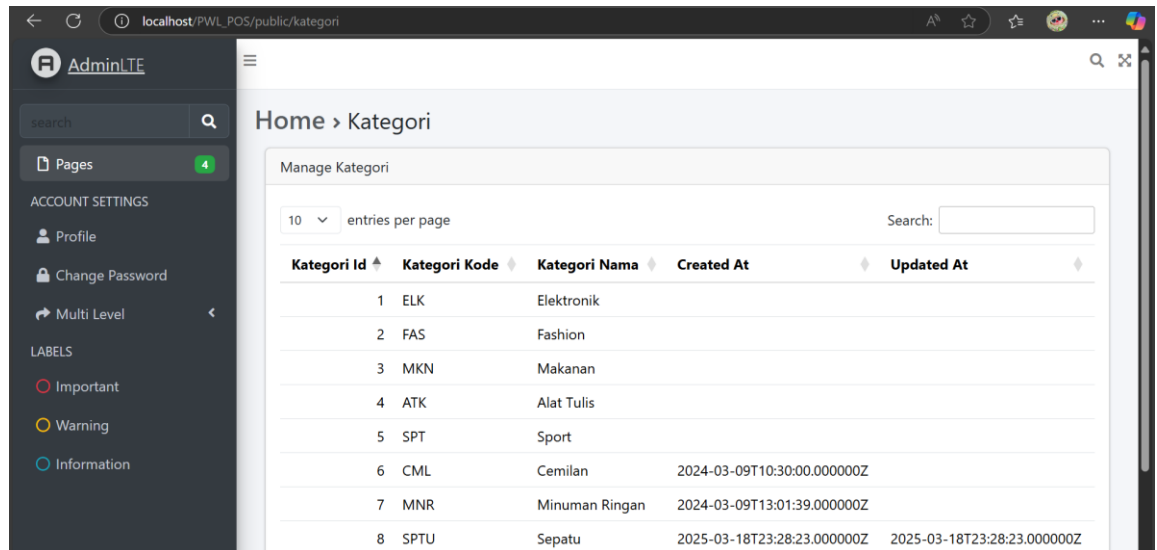 localhost/PWL_POS/public/kategori
AdminLTE
search
Pages 4
ACCOUNT SETTINGS
Profile
Change Password
Multi Level
LABELS
Important
Warning
Information
Home › Kategori
Manage Kategori
10 entries per page Search:
Kategori Id Kategori Kode Kategori Nama Created At Updated At
1 ELK Elektronik
2 FAS Fashion
3 MKN Makanan
4 ATK Alat Tulis
5 SPT Sport
6 CML Cemilan 2024-03-09T10:30:00.000000Z
7 MNR Minuman Ringan 2024-03-09T13:01:39.000000Z
8 SPTU Sepatu 2025-03-18T23:28:23.000000Z 2025-03-18T23:28:23.000000Z